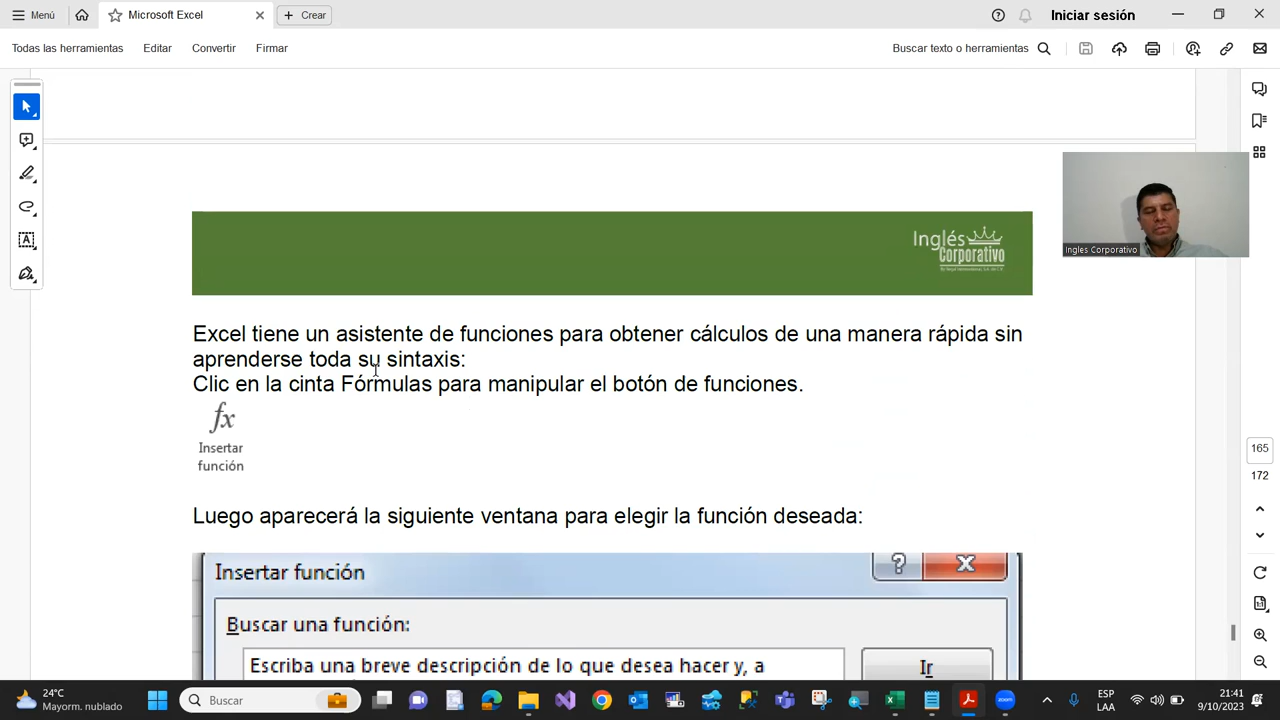 Menú
Microsoft Excel
Crear
Iniciar sesión
Todas las herramientas
Editar
Convertir
Firmar
Buscar texto o herramientas
Inglés
Corporativo
Ingles Corporativo
Excel tiene un asistente de funciones para obtener cálculos de una manera rápida sin
aprenderse toda su sintaxis:
Clic en la cinta Fórmulas para manipular el botón de funciones.
fx
Insertar
función
165
172
Luego aparecerá la siguiente ventana para elegir la función deseada:
Insertar función
Buscar una función:
Escriba una breve descripción de lo que desea hacer y, a
Ir
24°C
Mayorm. nublado
Buscar
ESP
LAA
21:41
9/10/2023